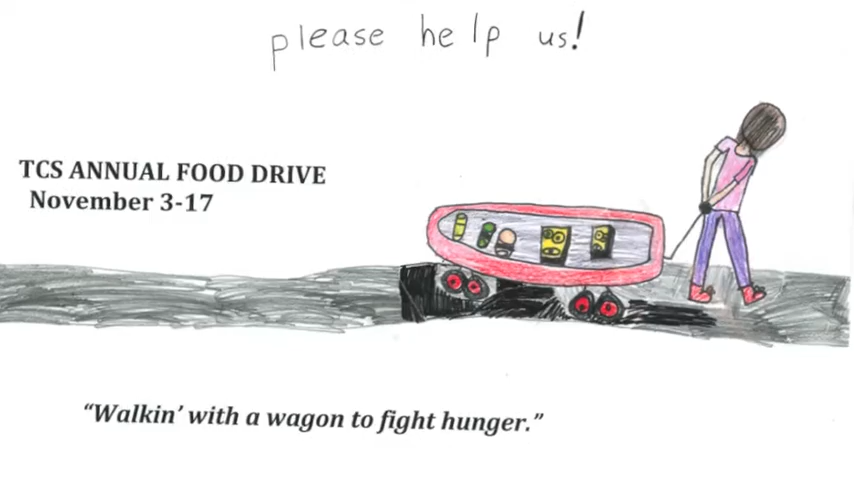 please help us!
TCS ANNUAL FOOD DRIVE
November 3-17
“Walkin’ with a wagon to fight hunger.”